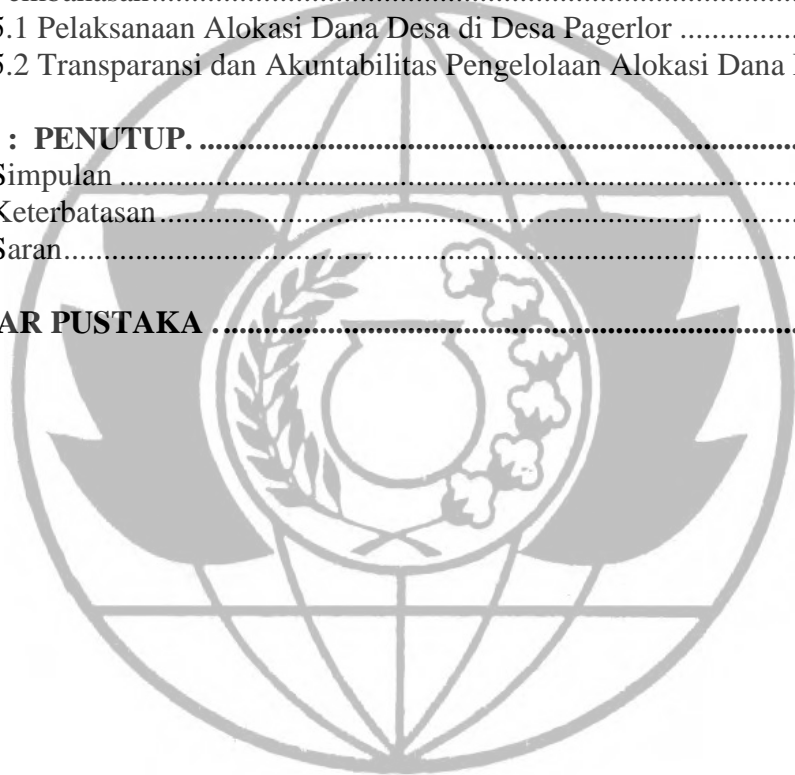 5.1 Pelaksanaan Alokasi Dana Desa di Desa Pagerlor ................
5.2 Transparansi dan Akuntabilitas Pengelolaan Alokasi Dana
: PENUTUP. ................
Simpulan ................
Keterbatasan ................
Saran ................
AR PUSTAKA . ................